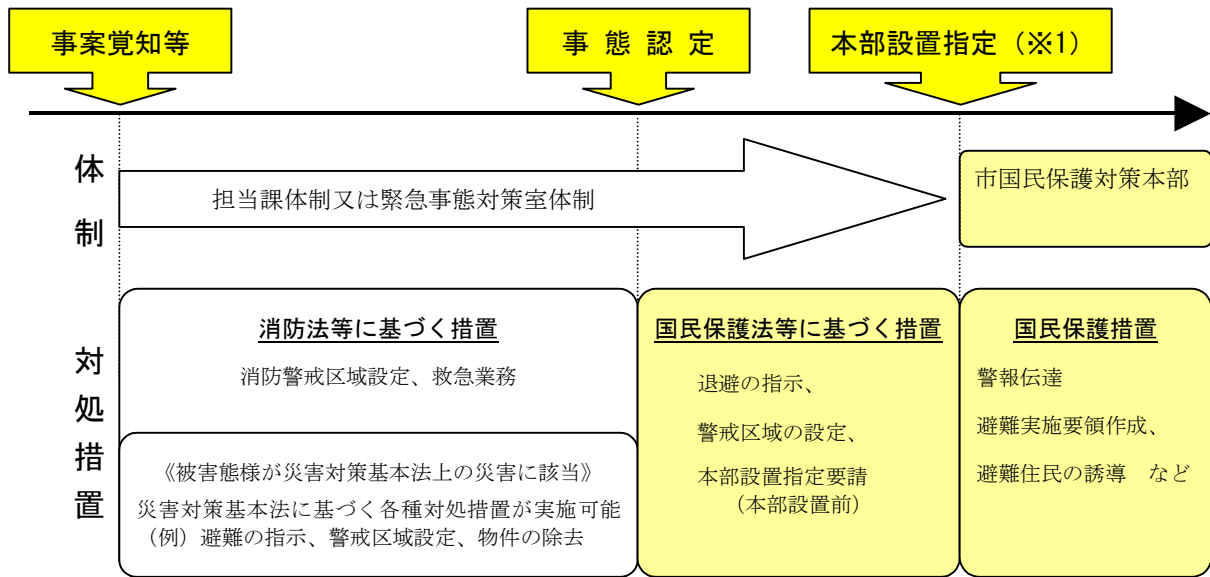 事案覚知等
事 態 認 定
本部設置指定（※1）
体制
担当課体制又は緊急事態対策室体制
市国民保護対策本部
対処措置
消防法等に基づく措置
消防警戒区域設定、救急業務
《被害態様が災害対策基本法上の災害に該当》
災害対策基本法に基づく各種対処措置が実施可能
（例）避難の指示、警戒区域設定、物件の除去
国民保護法等に基づく措置
退避の指示、
警戒区域の設定、
本部設置指定要請
（本部設置前）
国民保護措置
警報伝達
避難実施要領作成、
避難住民の誘導　など